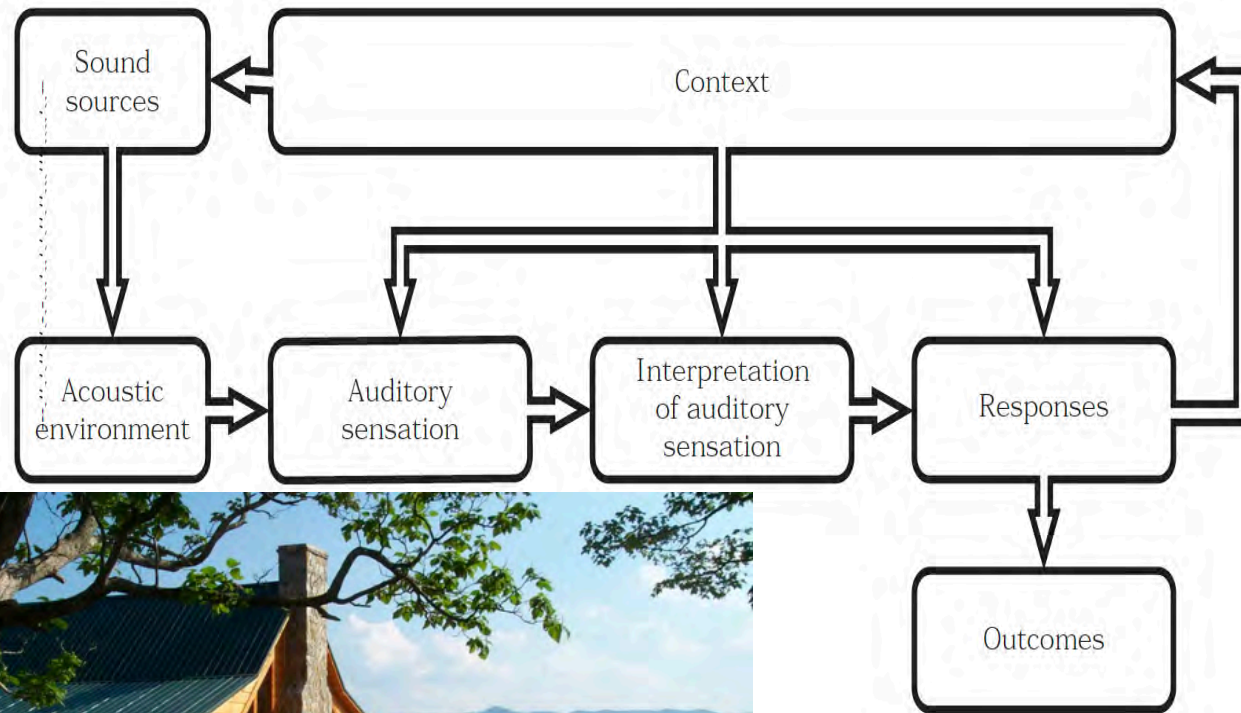 Sound
sources
Context
Acoustic
environment
Auditory
sensation
Interpretation
of auditory
sensation
Responses
Outcomes